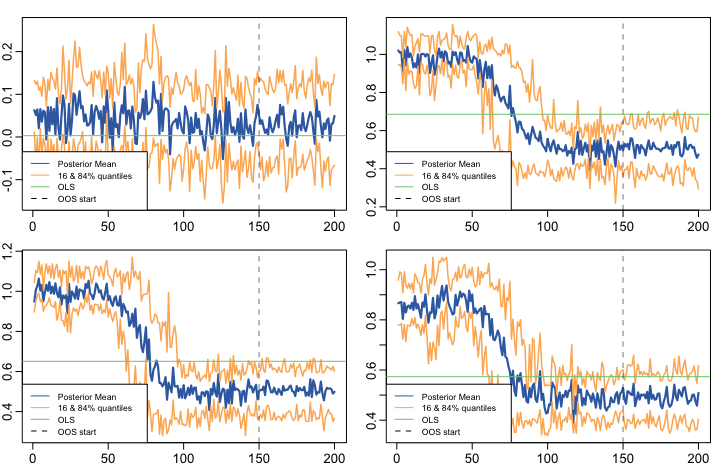 0.2
0.1
0.0
-0.1
Posterior Mean
16 & 84% quantiles
OLS
OOS start
0 50 100 150 200
1.0
0.8
0.6
0.4
0.2
Posterior Mean
16 & 84% quantiles
OLS
OOS start
0 50 100 150 200
1.2
1.0
0.8
0.6
0.4
Posterior Mean
16 & 84% quantiles
OLS
OOS start
0 50 100 150 200
1.0
0.8
0.6
0.4
Posterior Mean
16 & 84% quantiles
OLS
OOS start
0 50 100 150 200